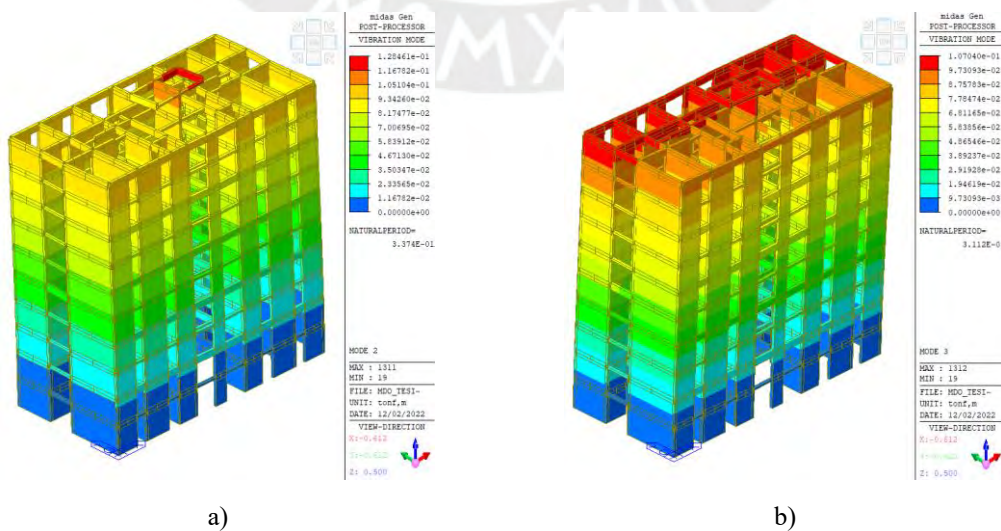 MXVII
midas Gen
POST-PROCESSOR
VIBRATION MODE
1.28461e-01
1.16782e-01
1.05104e-01
9.34260e-02
8.17477e-02
7.00695e-02
5.83912e-02
4.67130e-02
3.50347e-02
2.33565e-02
1.16782e-02
0.00000e+00
NATURALPERIOD=
3.374E-01
MODE 2
MAX : 1311
MIN : 19
FILE: MDO_TESI~
UNIT: tonf,m
DATE: 12/02/2022
VIEW-DIRECTION
X:-0.612
Z: 0.500
a)
midas Gen
POST-PROCESSOR
VIBRATION MODE
1.07040e-01
9.73093e-02
8.75783e-02
7.78474e-02
6.81165e-02
5.83856e-02
4.86546e-02
3.89237e-02
2.91928e-02
1.94619e-02
9.73093e-03
0.00000e+00
NATURALPERIOD=
3.112E-0
MODE 3
MAX : 1312
MIN : 19
FILE: MDO_TESI~
UNIT: tonf,m
DATE: 12/02/2022
VIEW-DIRECTION
X:-0.612
Z: 0.500
b)